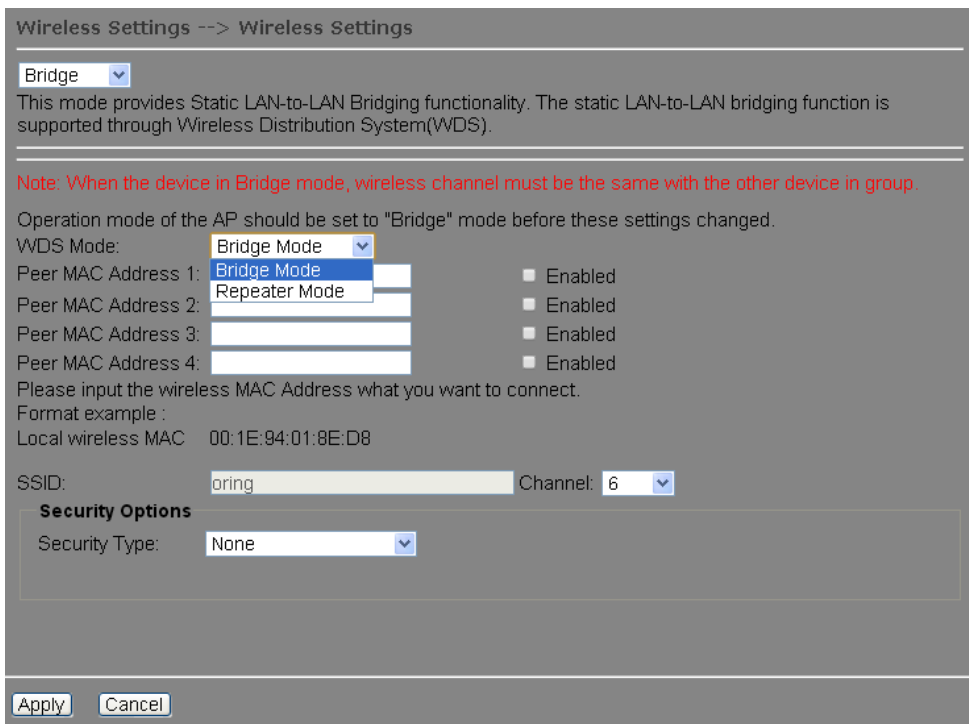 Wireless Settings --> Wireless Settings
Bridge
This mode provides Static LAN-to-LAN Bridging functionality. The static LAN-to-LAN bridging function is
supported through Wireless Distribution System(WDS).
Note: When the device in Bridge mode, wireless channel must be the same with the other device in group.
Operation mode of the AP should be set to "Bridge" mode before these settings changed.
WDS Mode: Bridge Mode
Bridge Mode
Repeater Mode
Peer MAC Address 1: Enabled
Peer MAC Address 2: Enabled
Peer MAC Address 3: Enabled
Peer MAC Address 4: Enabled
Please input the wireless MAC Address what you want to connect.
Format example :
Local wireless MAC 00:1E:94:01:8E:D8
SSID: oring Channel: 6
Security Options
Security Type: None
Apply Cancel